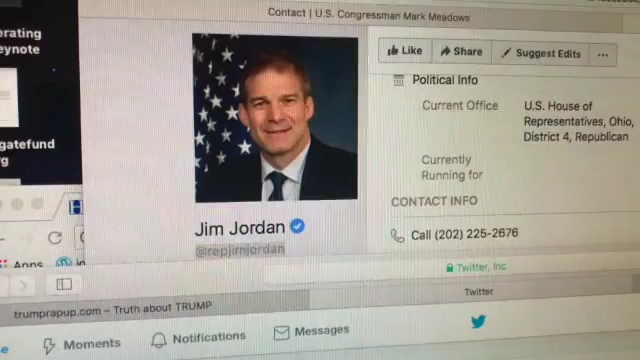 Contact | U.S. Congressman Mark Meadows
erating
eynote
Like
Share
Suggest Edits
...
Political Info
Current Office
U.S. House of
Representatives, Ohio,
District 4, Republican
Currently
Running for
gatefund
rg
CONTACT INFO
Jim Jordan
@repjimjordan
Call (202) 225-2676
Apps
Twitter, Inc.
trumprapup.com – Truth about TRUMP
Twitter
Moments
Notifications
Messages